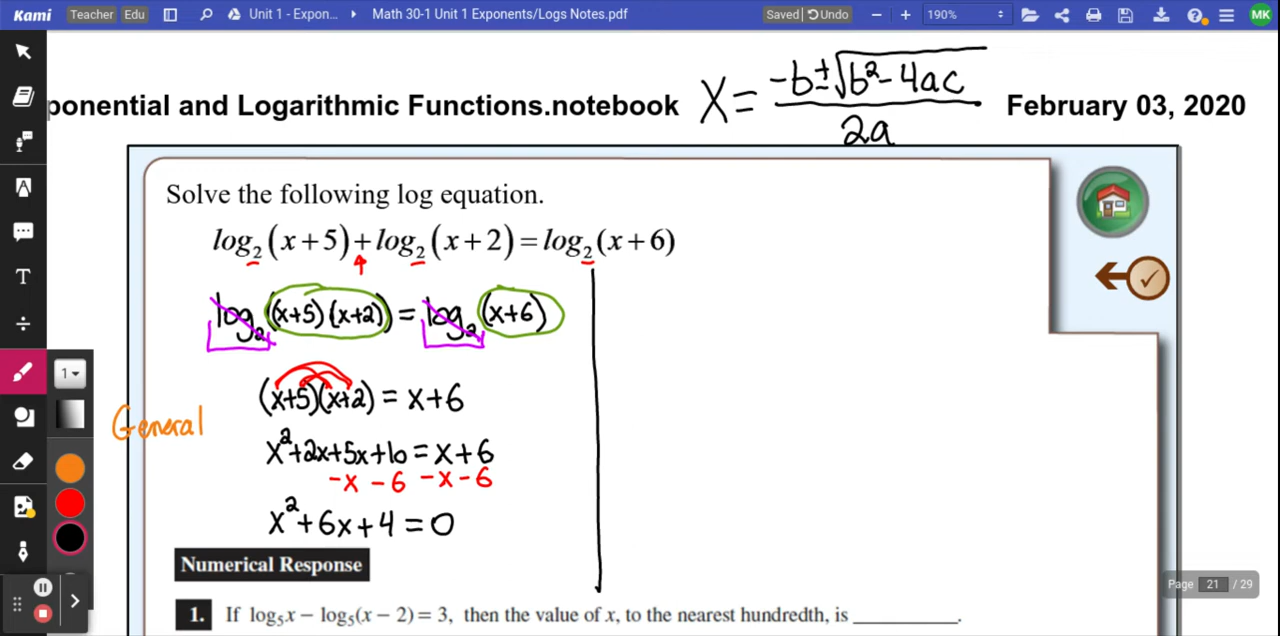 Kami Teacher Edu Unit 1 - Expon... Math 30-1 Unit 1 Exponents/Logs Notes.pdf Saved Undo 190% MK
ponential and Logarithmic Functions.notebook x = (-b±√(b²-4ac))/(2a) February 03, 2020
Solve the following log equation.
log₂(x+5)+log₂(x+2)=log₂(x+6)
log₂((x+5)(x+2)) = log₂(x+6)
(x+5)(x+2) = x+6
General
x²+2x+5x+10 = x+6
-x -6 -x -6
x²+6x+4=0
Numerical Response
Page 21 / 29
1. If log₅x − log₅(x − 2) = 3, then the value of x, to the nearest hundredth, is __________.
T
1